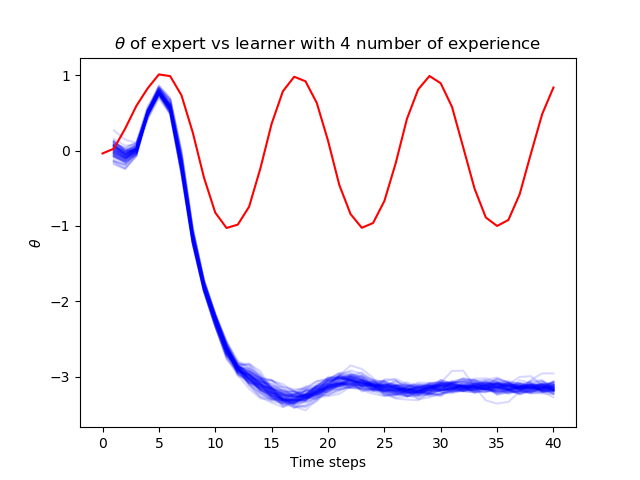 θ of expert vs learner with 4 number of experience
1
0
−1
−2
−3
θ
0 5 10 15 20 25 30 35 40
Time steps